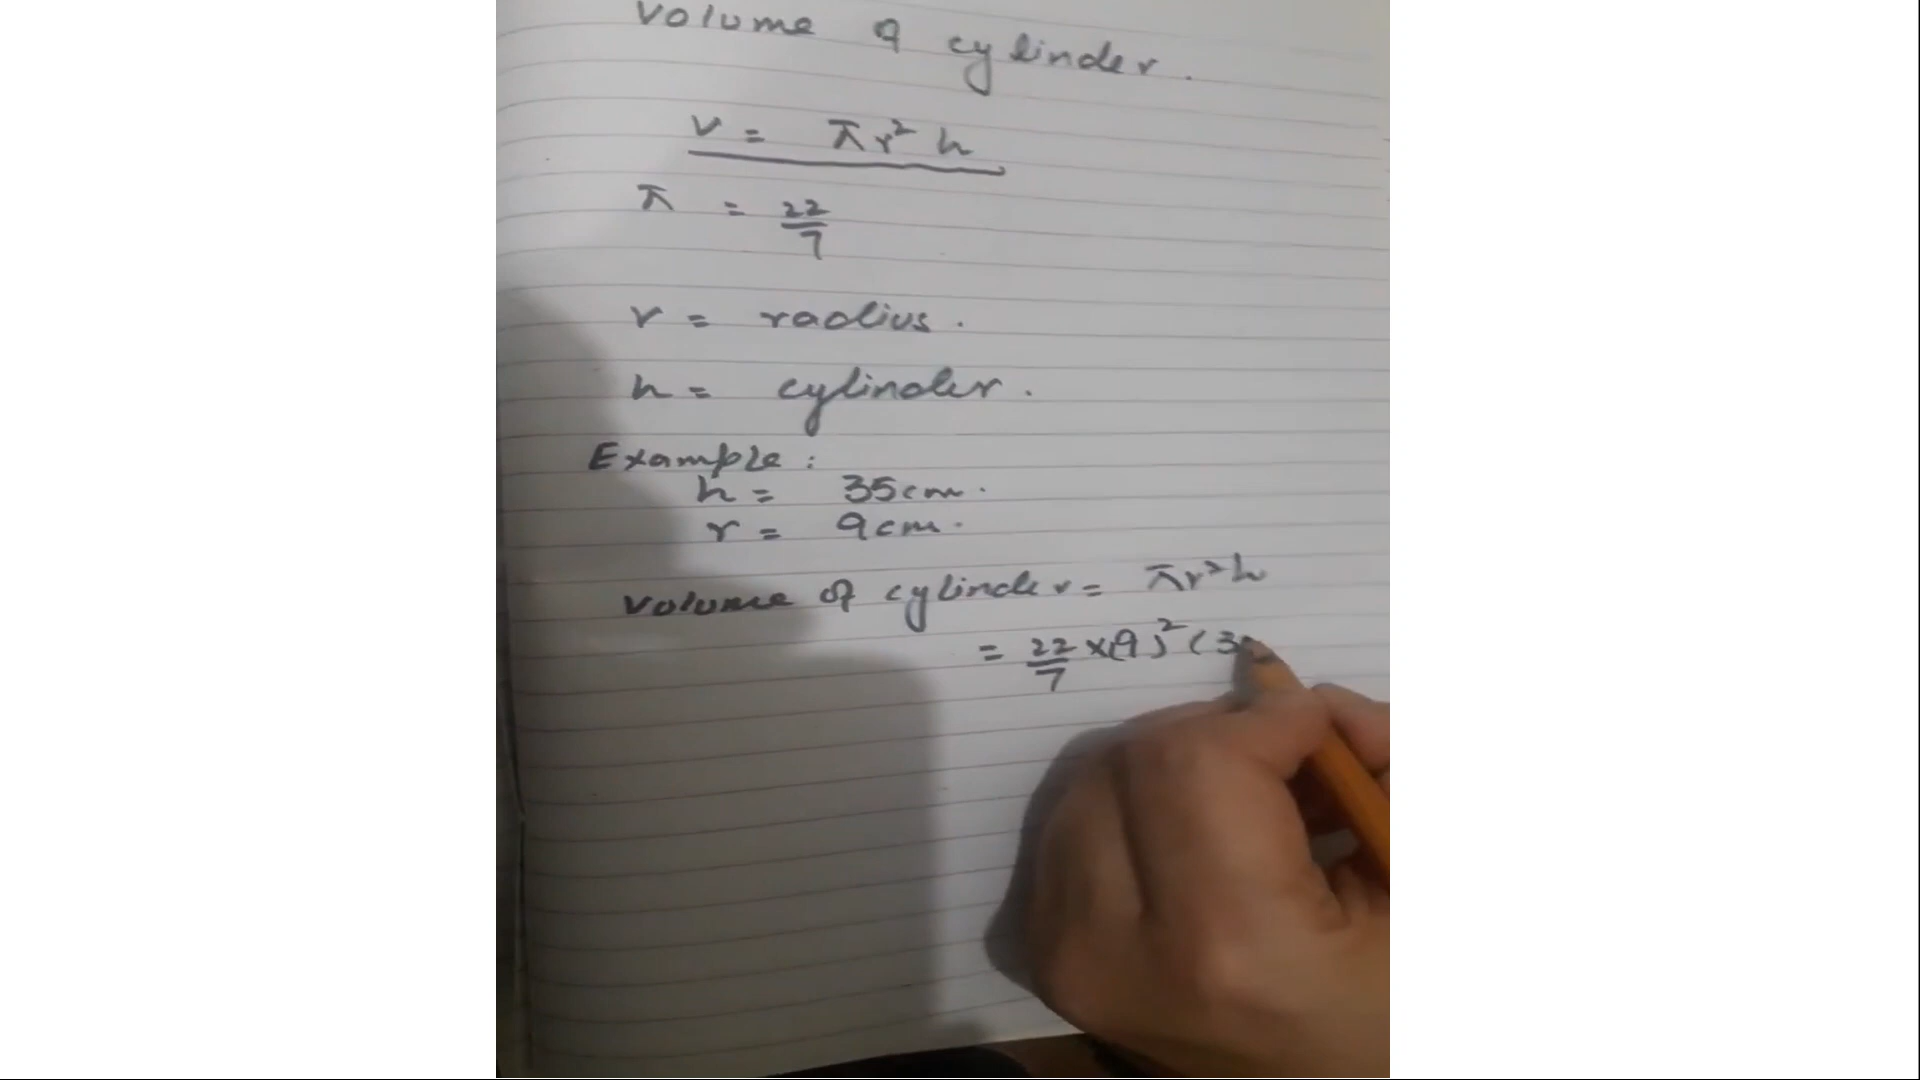 Volume of cylinder.
V = πr² h
π = 22/7
r = radius.
h = cylinder.
Example:
h = 35cm.
r = 9cm.
Volume of cylinder = πr²h
= 22/7 ×(9)² (3